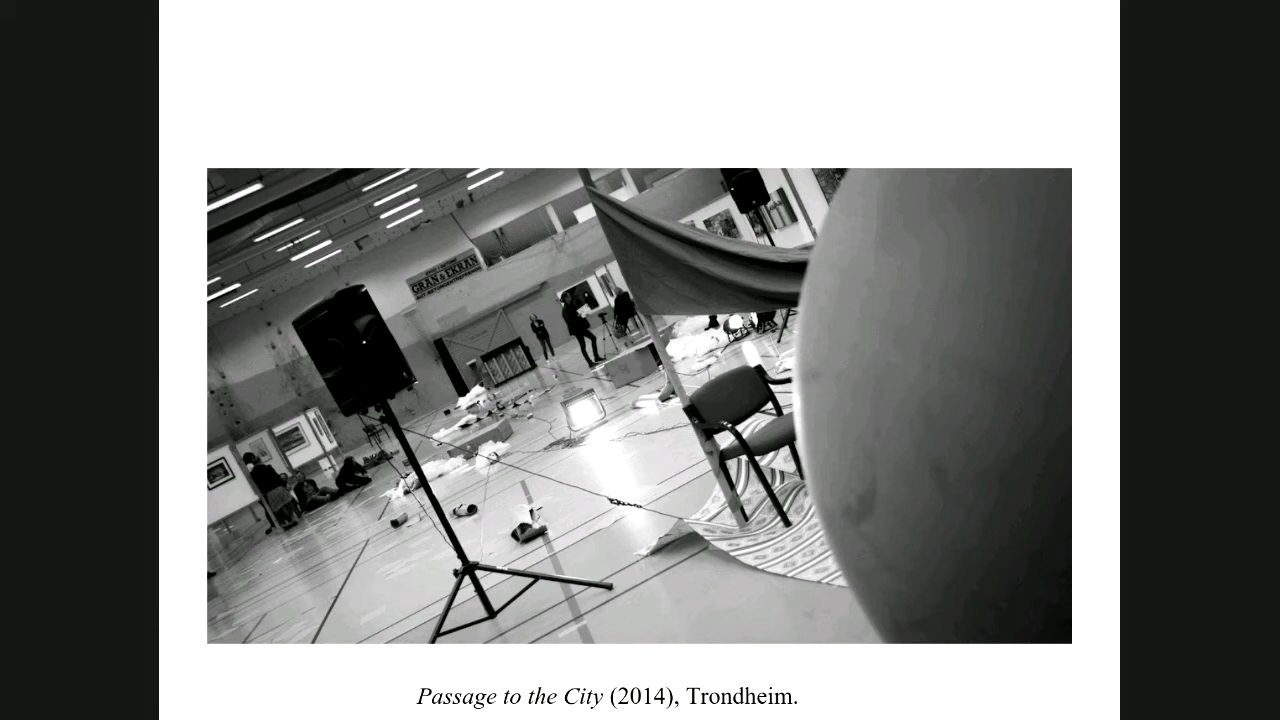 GRAN & EKRAN
Passage to the City (2014), Trondheim.